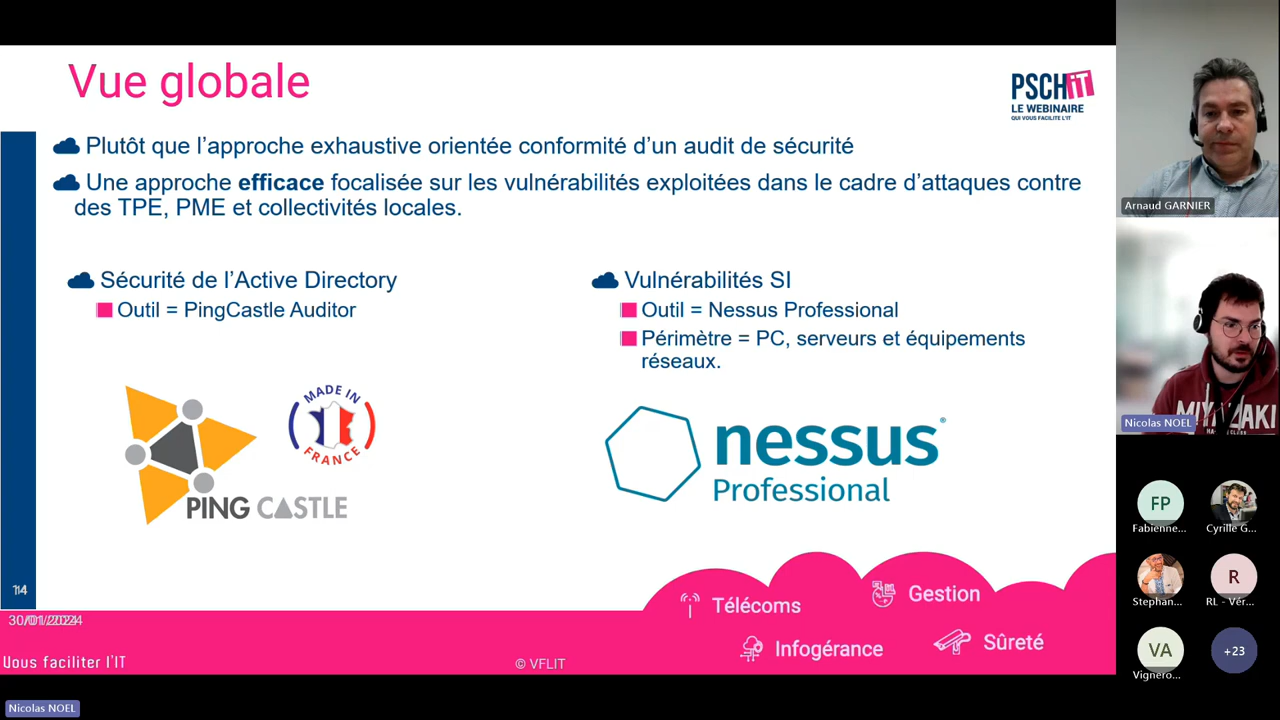 Vue globale
PSCHiT
LE WEBINAIRE
QUI VOUS FACILITE L'IT
Plutôt que l’approche exhaustive orientée conformité d’un audit de sécurité
Une approche efficace focalisée sur les vulnérabilités exploitées dans le cadre d’attaques contre
des TPE, PME et collectivités locales.
Sécurité de l’Active Directory
Outil = PingCastle Auditor
MADE IN
FRANCE
PING CASTLE
Vulnérabilités SI
Outil = Nessus Professional
Périmètre = PC, serveurs et équipements
réseaux.
nessus®
Professional
14
30/01/2024
Vous faciliter l’IT
© VFLIT
Télécoms
Gestion
Infogérance
Sûreté
Nicolas NOEL
Arnaud GARNIER
Nicolas NOEL
FP
Fabienne...
Cyrille G...
Stephan...
R
RL - Vér...
VA
Vignero...
+23